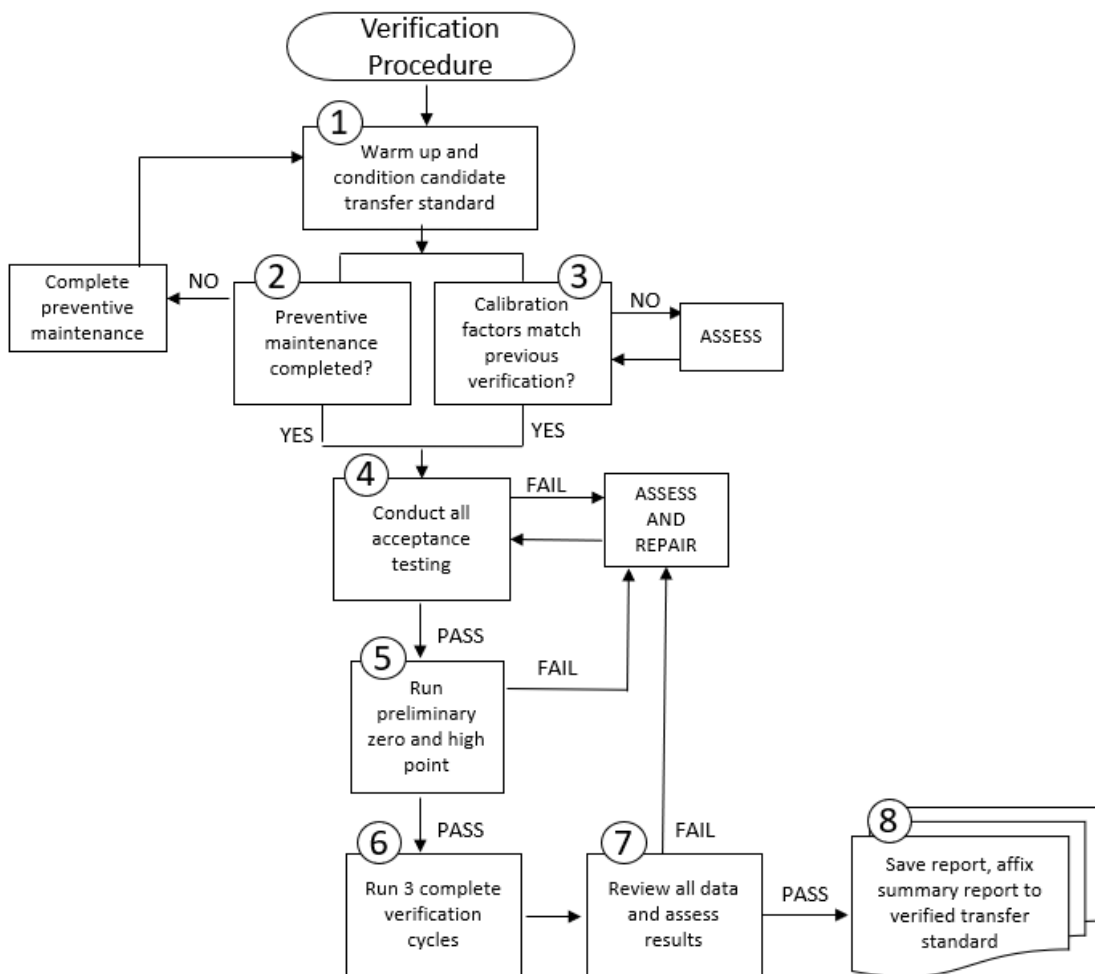 Verification
Procedure
1
Warm up and
condition candidate
transfer standard
2
Preventive
maintenance
completed?
NO
Complete
preventive
maintenance
3
Calibration
factors match
previous
verification?
NO
ASSESS
YES
YES
4
Conduct all
acceptance
testing
FAIL
ASSESS
AND
REPAIR
PASS
5
Run
preliminary
zero and high
point
FAIL
PASS
6
Run 3 complete
verification
cycles
7
Review all data
and assess
results
FAIL
PASS
8
Save report, affix
summary report to
verified transfer
standard